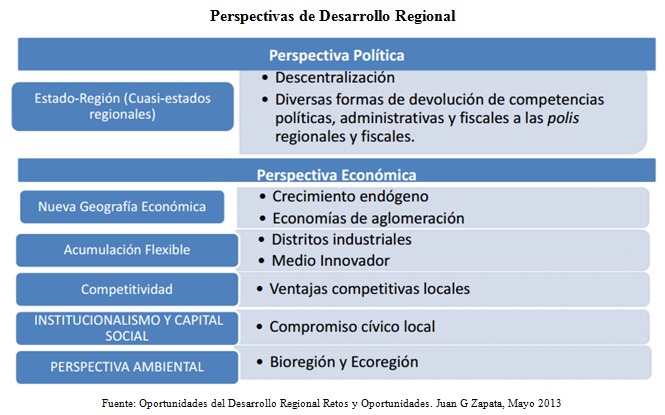 Perspectivas de Desarrollo Regional
Perspectiva Política
Estado-Región (Cuasi-estados
regionales)
• Descentralización
• Diversas formas de devolución de competencias
políticas, administrativas y fiscales a las polis
regionales y fiscales.
Perspectiva Económica
Nueva Geografía Económica
• Crecimiento endógeno
• Economías de aglomeración
Acumulación Flexible
• Distritos industriales
• Medio Innovador
Competitividad
• Ventajas competitivas locales
INSTITUCIONALISMO Y CAPITAL
SOCIAL
• Compromiso cívico local
PERSPECTIVA AMBIENTAL
• Bioregión y Ecoregión
Fuente: Oportunidades del Desarrollo Regional Retos y Oportunidades. Juan G Zapata, Mayo 2013